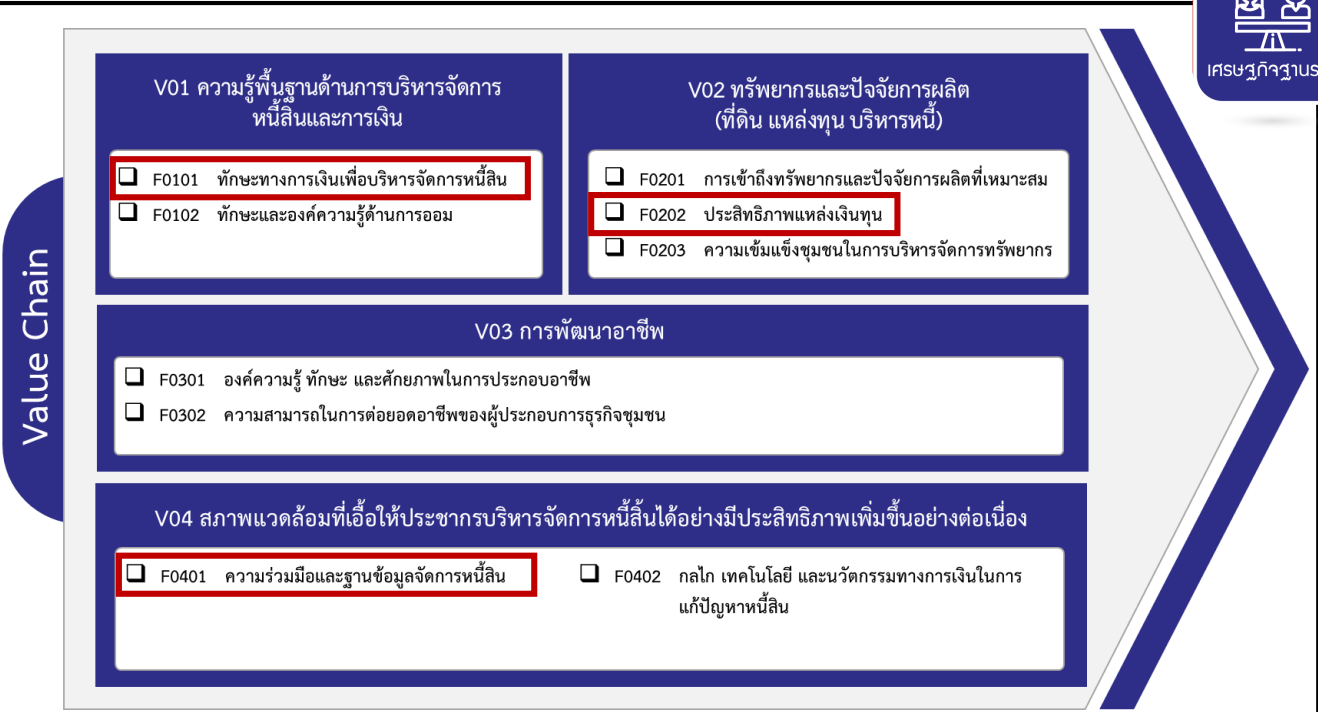 เศรษฐกิจฐานร
V01 ความรู้พื้นฐานด้านการบริหารจัดการ
หนี้สินและการเงิน
F0101 ทักษะทางการเงินเพื่อบริหารจัดการหนี้สิน
F0102 ทักษะและองค์ความรู้ด้านการออม
V02 ทรัพยากรและปัจจัยการผลิต
(ที่ดิน แหล่งทุน บริหารหนี้)
F0201 การเข้าถึงทรัพยากรและปัจจัยการผลิตที่เหมาะสม
F0202 ประสิทธิภาพแหล่งเงินทุน
F0203 ความเข้มแข็งชุมชนในการบริหารจัดการทรัพยากร
Value Chain
V03 การพัฒนาอาชีพ
F0301 องค์ความรู้ ทักษะ และศักยภาพในการประกอบอาชีพ
F0302 ความสามารถในการต่อยอดอาชีพของผู้ประกอบการธุรกิจชุมชน
V04 สภาพแวดล้อมที่เอื้อให้ประชากรบริหารจัดการหนี้สิ้นได้อย่างมีประสิทธิภาพเพิ่มขึ้นอย่างต่อเนื่อง
F0401 ความร่วมมือและฐานข้อมูลจัดการหนี้สิน
F0402 กลไก เทคโนโลยี และนวัตกรรมทางการเงินในการ
แก้ปัญหาหนี้สิน